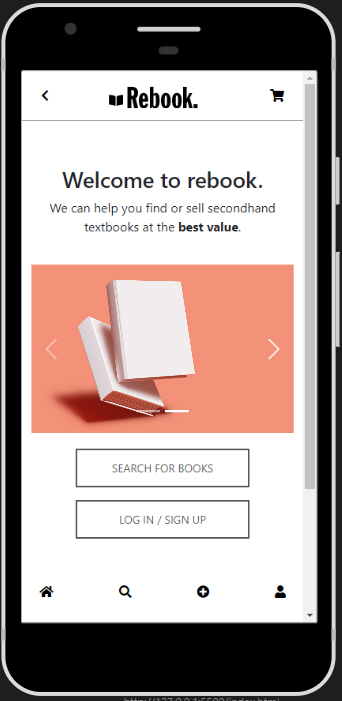 Rebook.
Welcome to rebook.
We can help you find or sell secondhand
textbooks at the best value.
SEARCH FOR BOOKS
LOG IN / SIGN UP
http://127.0.0.1:5500/index.html